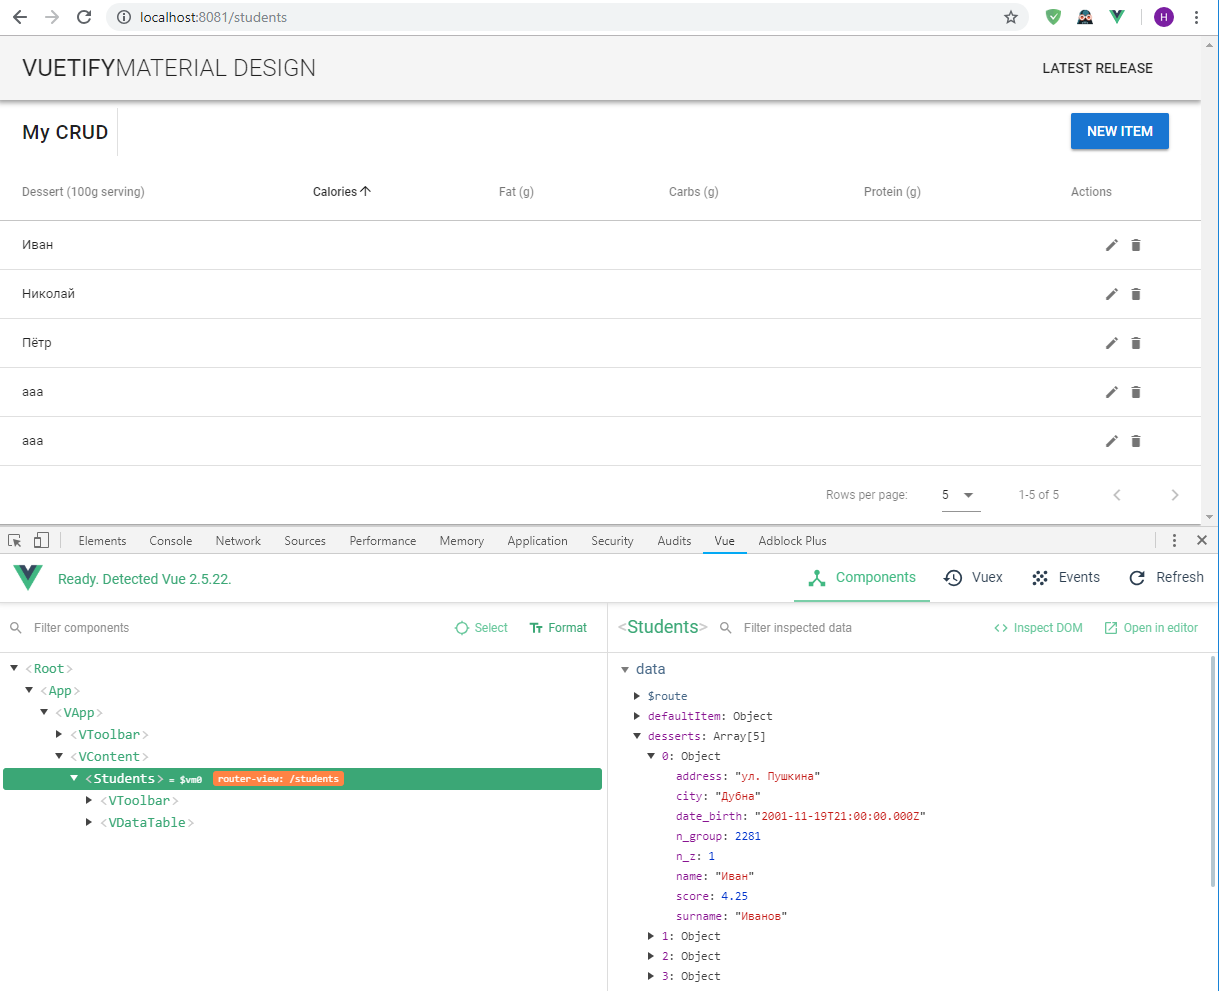 localhost:8081/students
H
VUETIFYMATERIAL DESIGN
LATEST RELEASE
My CRUD
NEW ITEM
Dessert (100g serving) Calories Fat (g) Carbs (g) Protein (g) Actions
Иван
Николай
Пётр
aaa
aaa
Rows per page: 5 1-5 of 5
Elements Console Network Sources Performance Memory Application Security Audits Vue Adblock Plus
Ready. Detected Vue 2.5.22.
Components Vuex Events Refresh
Filter components Select Format
<Students> Filter inspected data Inspect DOM Open in editor
<Root>
<App>
<VApp>
<VToolbar>
<VContent>
<Students> = $vm0 router-view: /students
<VToolbar>
<VDataTable>
data
$route
defaultItem: Object
desserts: Array[5]
0: Object
address: "ул. Пушкина"
city: "Дубна"
date_birth: "2001-11-19T21:00:00.000Z"
n_group: 2281
n_z: 1
name: "Иван"
score: 4.25
surname: "Иванов"
1: Object
2: Object
3: Object